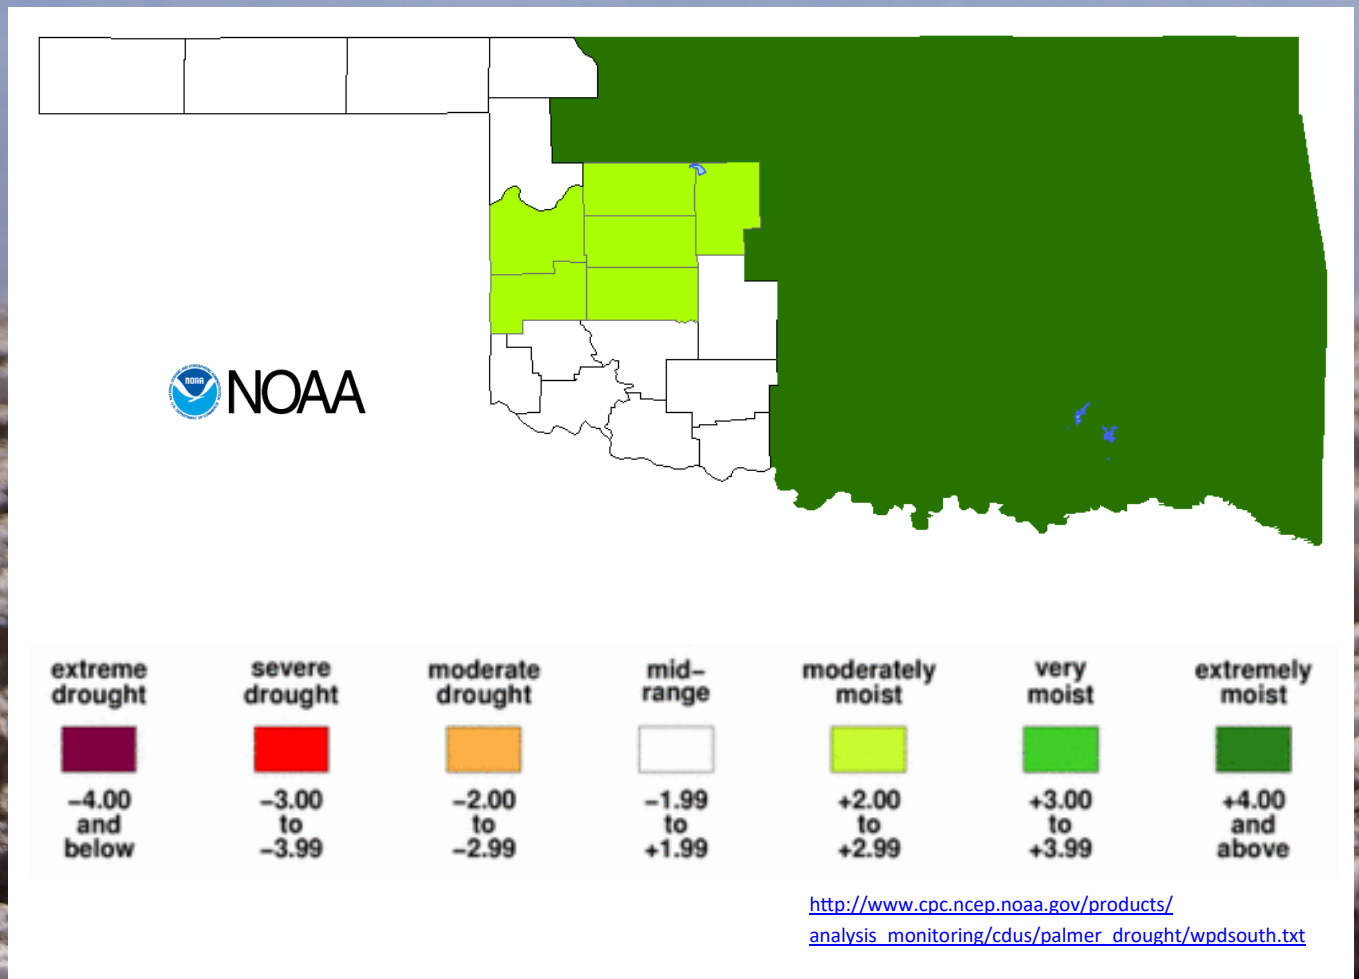 NOAA
NOAA
extreme drought
severe drought
moderate drought
mid-range
moderately moist
very moist
extremely moist
-4.00 and below
-3.00 to -3.99
-2.00 to -2.99
-1.99 to +1.99
+2.00 to +2.99
+3.00 to +3.99
+4.00 and above
http://www.cpc.ncep.noaa.gov/products/
analysis_monitoring/cdus/palmer_drought/wpdsouth.txt